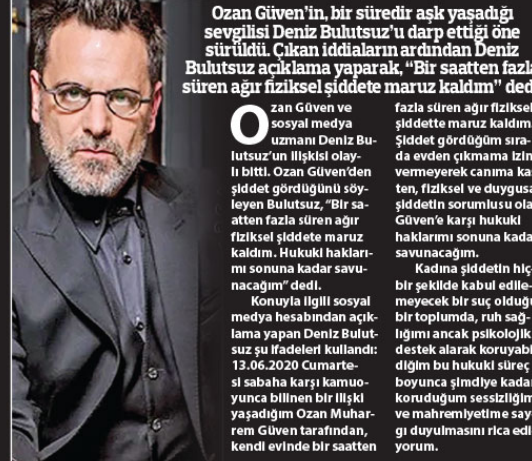 Ozan Güven'in, bir süredir aşk yaşadığı
sevgilisi Deniz Bulutsuz'u darp ettiği öne
sürüldü. Çıkan iddiaların ardından Deniz
Bulutsuz açıklama yaparak, "Bir saatten fazla
süren ağır fiziksel şiddete maruz kaldım" ded
Ozan Güven ve
sosyal medya
uzmanı Deniz Bu-
lutsuz'un ilişkisi olay-
lı bitti. Ozan Güven'den
şiddet gördüğünü söy-
leyen Bulutsuz, "Bir sa-
atten fazla süren ağır
fiziksel şiddete maruz
kaldım. Hukuki hakları-
mı sonuna kadar savu-
nacağım" dedi.
Konuyla ilgili sosyal
medya hesabından açık-
lama yapan Deniz Bulut-
suz şu ifadeleri kullandı:
13.06.2020 Cumarte-
si sabaha karşı kamuo-
yunca bilinen bir ilişki
yaşadığım Ozan Muhar-
rem Güven tarafından,
kendi evinde bir saatten
fazla süren ağır fiziksel
şiddette maruz kaldım.
Şiddet gördüğüm sıra-
da evden çıkmama izin
vermeyerek canıma kas
ten, fiziksel ve duygusa
şiddetin sorumlusu ola
Güven'e karşı hukuki
haklarımı sonuna kada
savunacağım.
Kadına şiddetin hiç
bir şekilde kabul edile-
meyecek bir suç olduğu
bir toplumda, ruh sağ-
lığımı ancak psikolojik
destek alarak koruyabi
diğim bu hukuki süreç
boyunca şimdiye kadar
koruduğum sessizliğim
ve mahremiyetime say
gı duyulmasını rica edi
yorum.